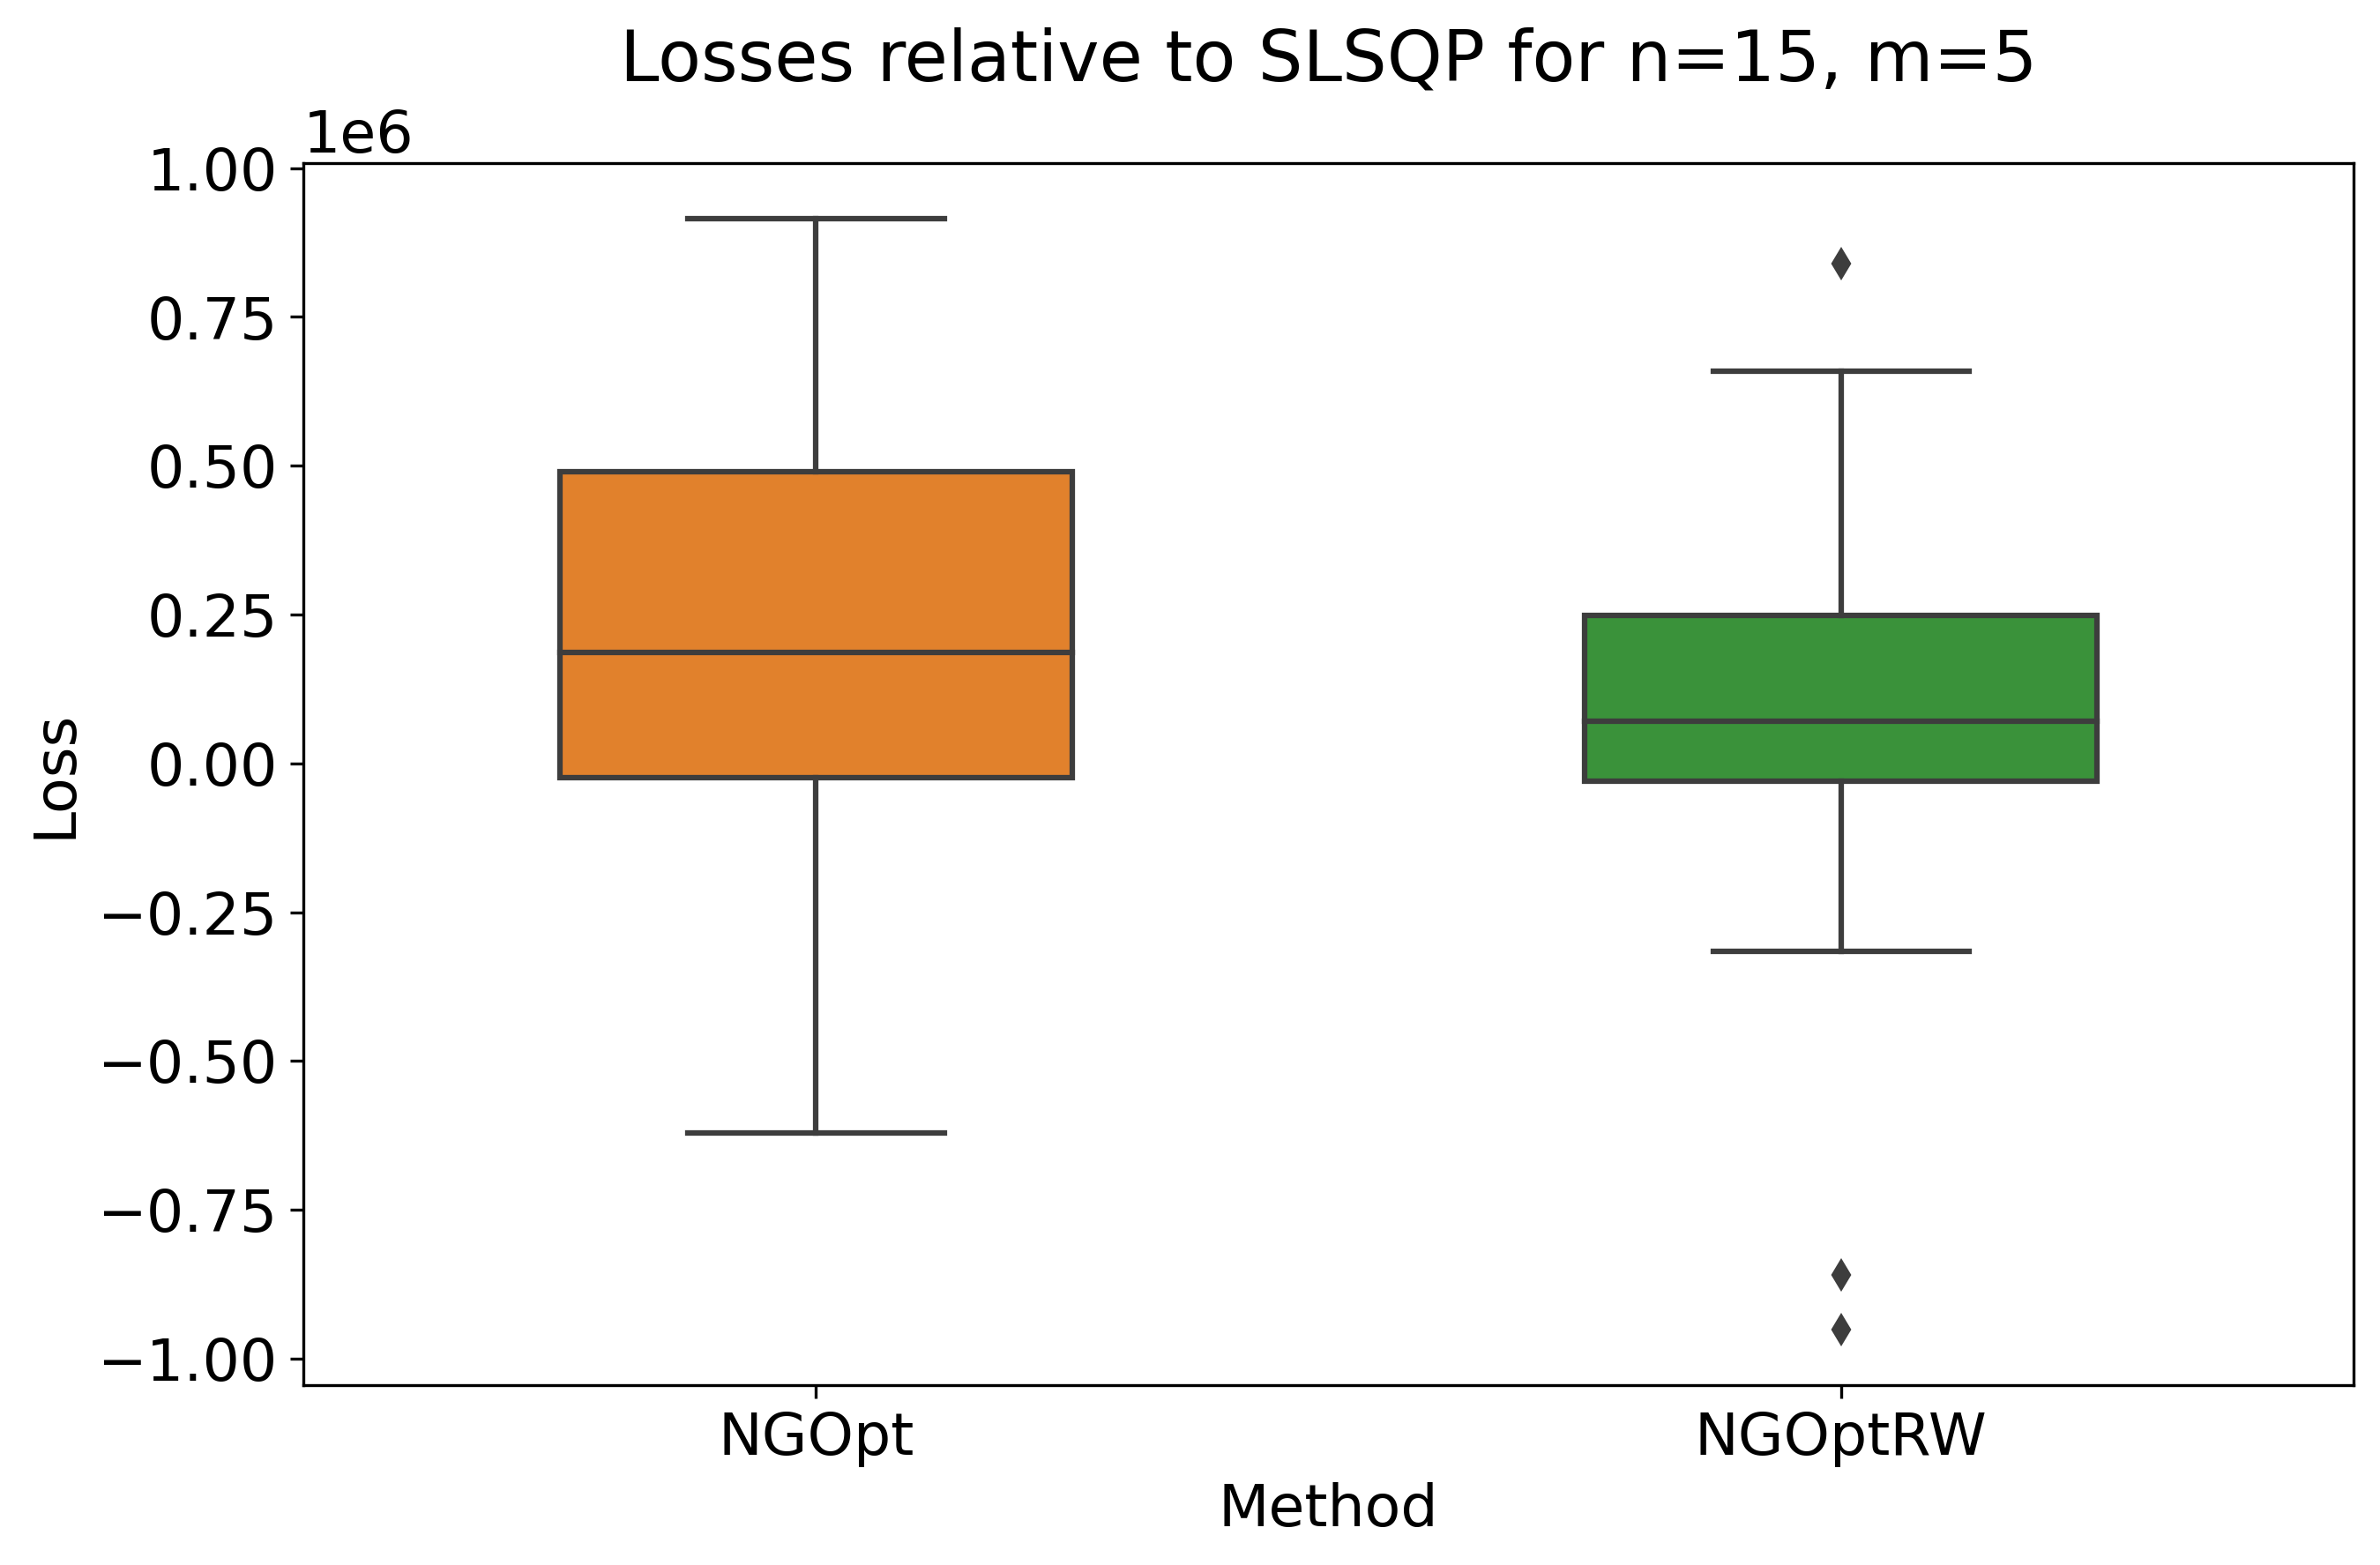 Losses relative to SLSQP for n=15, m=5
1e6
1.00
0.75
0.50
0.25
0.00
−0.25
−0.50
−0.75
−1.00
Loss
NGOpt
NGOptRW
Method